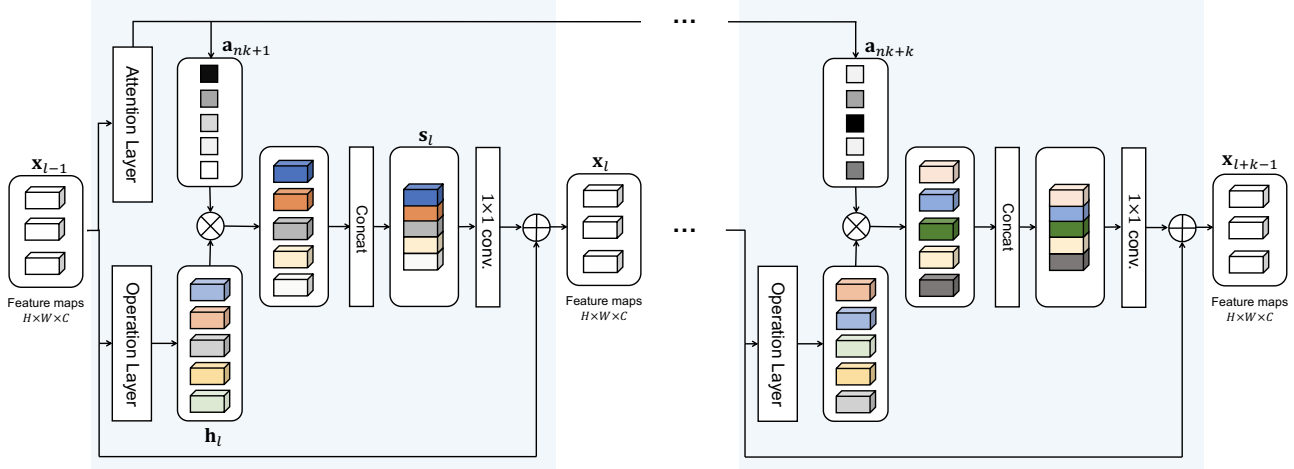 ...
a_{nk+1}
a_{nk+k}
Attention Layer
x_{l-1}
s_l
x_l
x_{l+k-1}
Concat
1×1 conv.
Concat
1×1 conv.
...
Feature maps
H×W×C
Feature maps
H×W×C
Feature maps
H×W×C
Operation Layer
Operation Layer
h_l